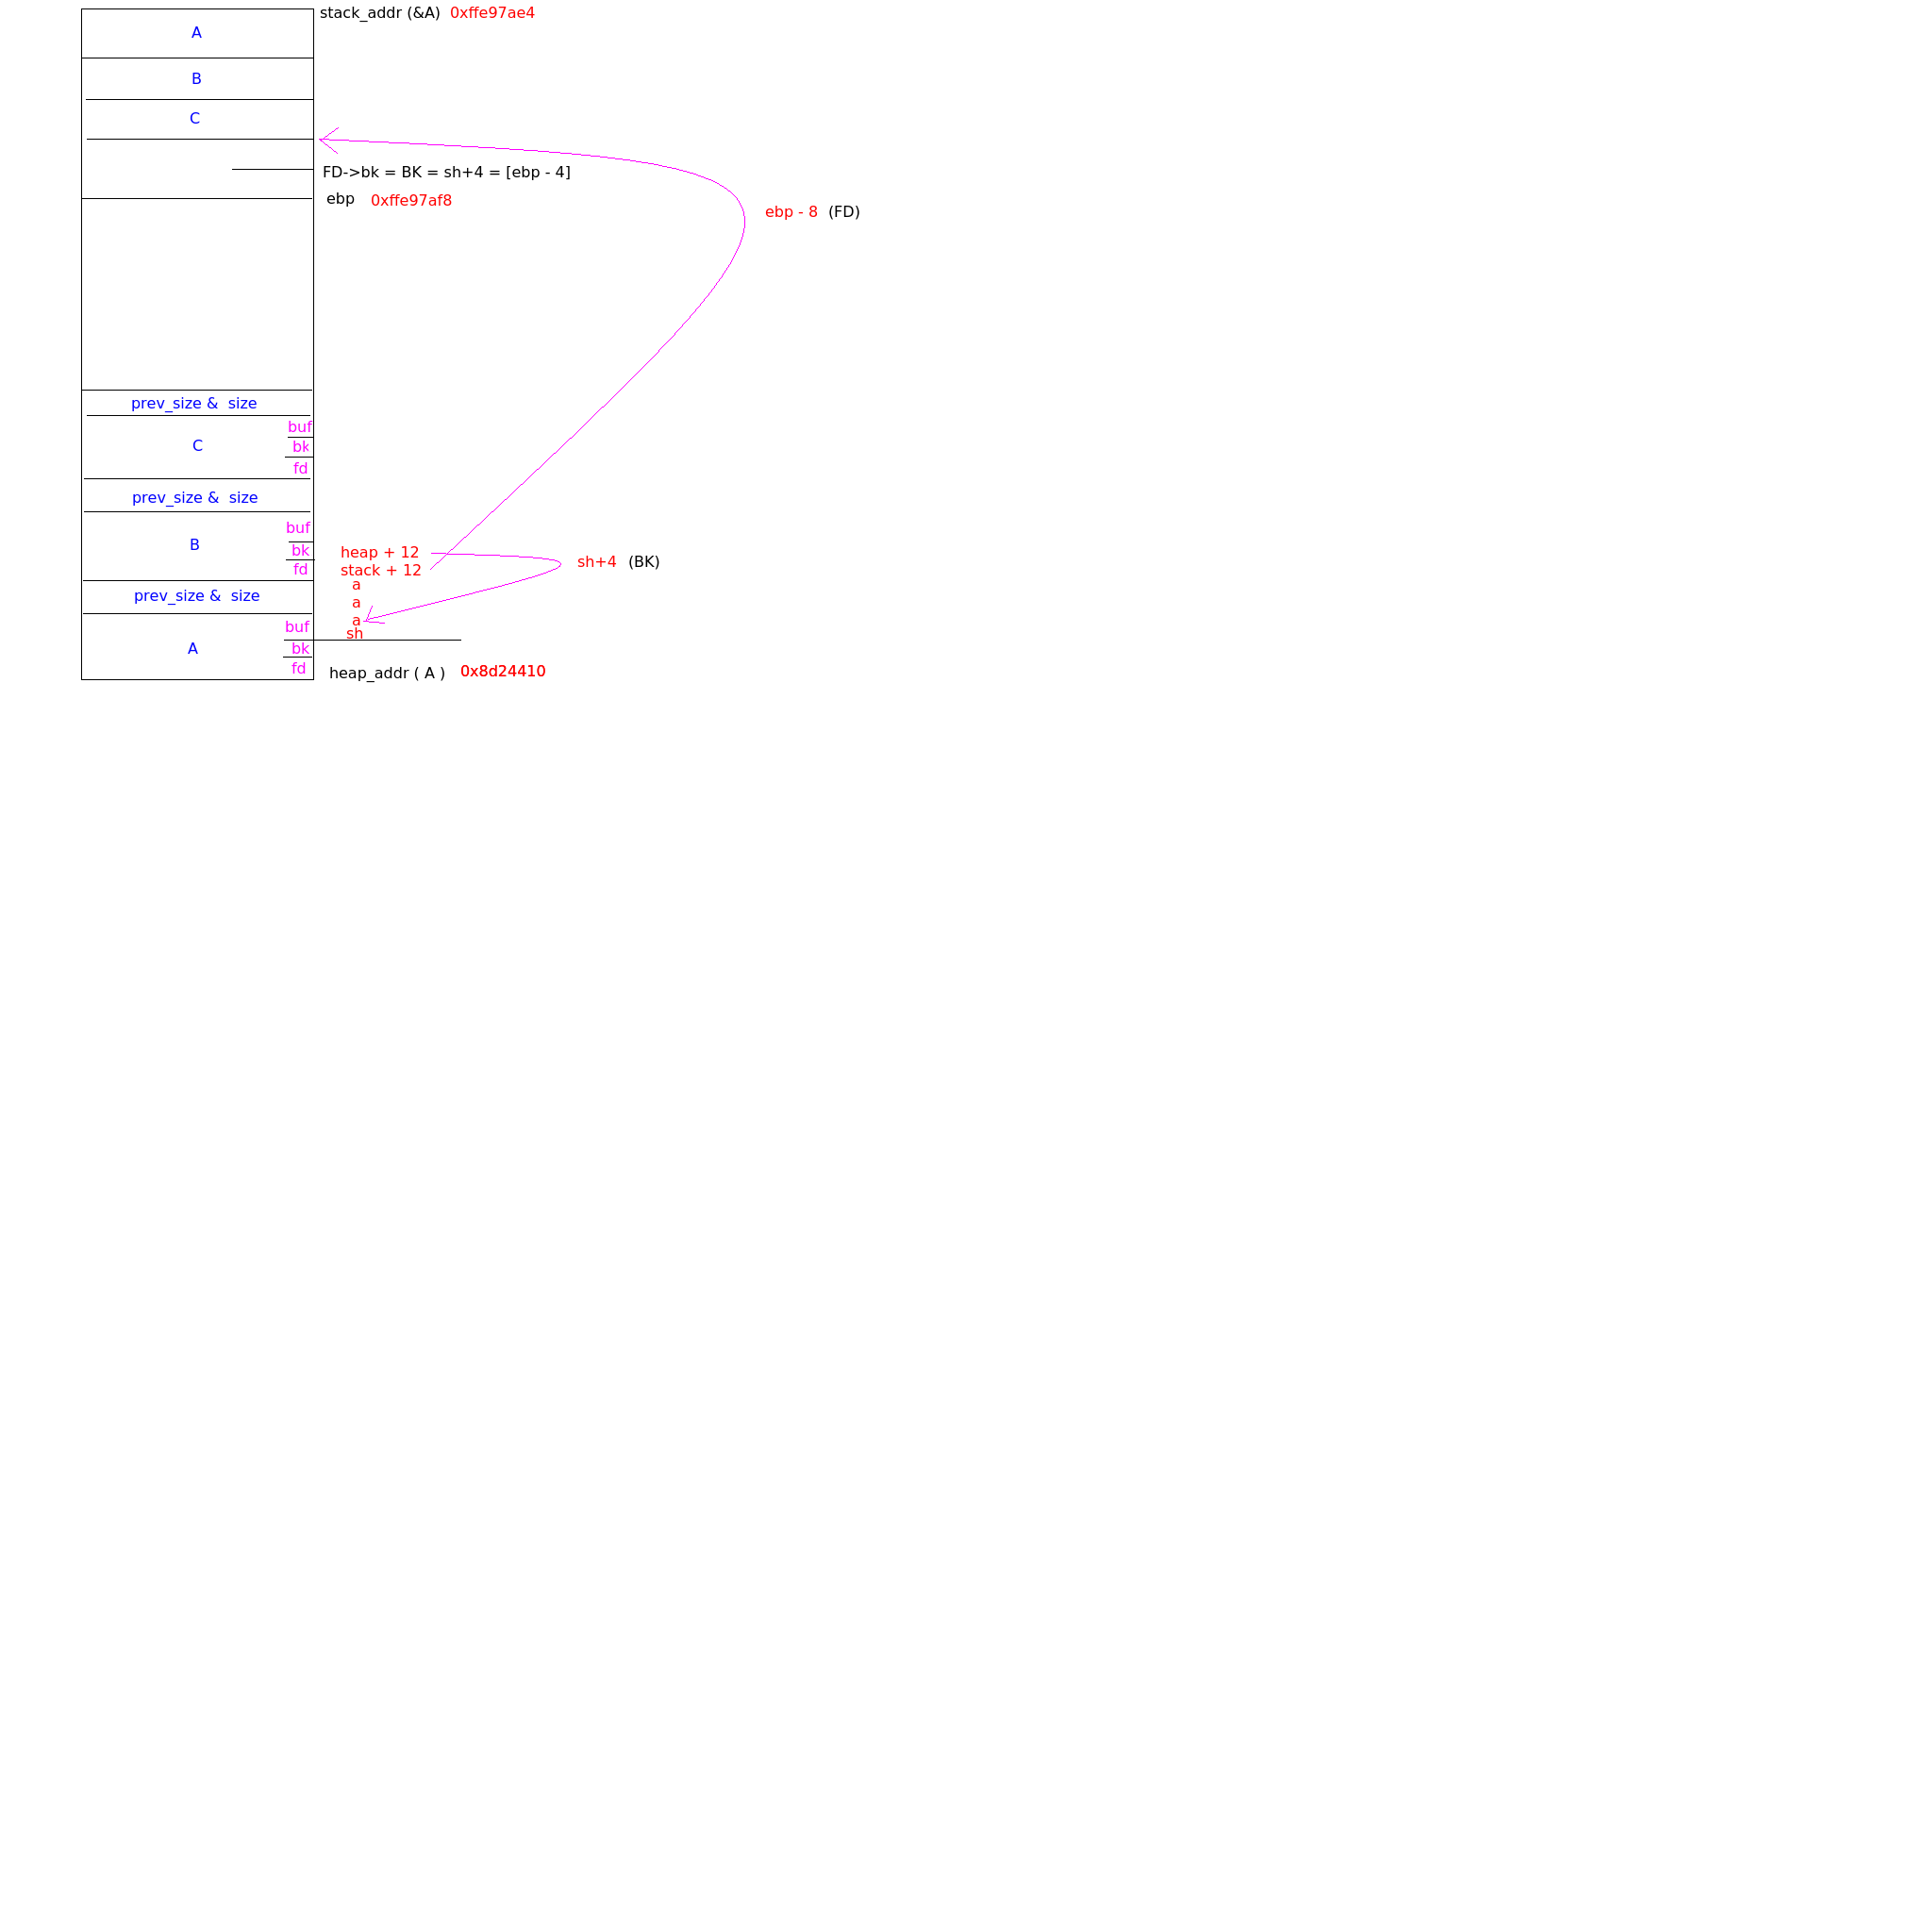 stack_addr (&A) 0xffe97ae4
A
B
C
FD->bk = BK = sh+4 = [ebp - 4]
ebp 0xffe97af8
ebp - 8 (FD)
prev_size & size
buf
C
bk
fd
prev_size & size
buf
B
bk
heap + 12
sh+4 (BK)
fd
stack + 12
a
prev_size & size
a
a
buf
sh
A
bk
fd
heap_addr ( A ) 0x8d24410